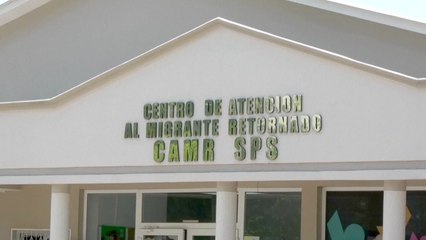 CENTRO DE ATENCION
AL MIGRANTE RETORNADO
CAMR SPS